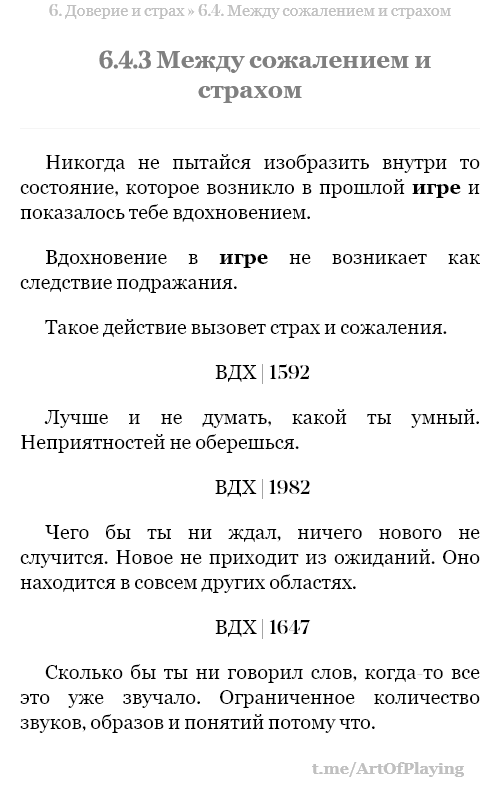 6. Доверие и страх » 6.4. Между сожалением и страхом
6.4.3 Между сожалением и
страхом
Никогда не пытайся изобразить внутри то
состояние, которое возникло в прошлой игре и
показалось тебе вдохновением.
Вдохновение в игре не возникает как
следствие подражания.
Такое действие вызовет страх и сожаления.
ВДХ | 1592
Лучше и не думать, какой ты умный.
Неприятностей не оберешься.
ВДХ | 1982
Чего бы ты ни ждал, ничего нового не
случится. Новое не приходит из ожиданий. Оно
находится в совсем других областях.
ВДХ | 1647
Сколько бы ты ни говорил слов, когда-то все
это уже звучало. Ограниченное количество
звуков, образов и понятий потому что.
t.me/ArtOfPlaying